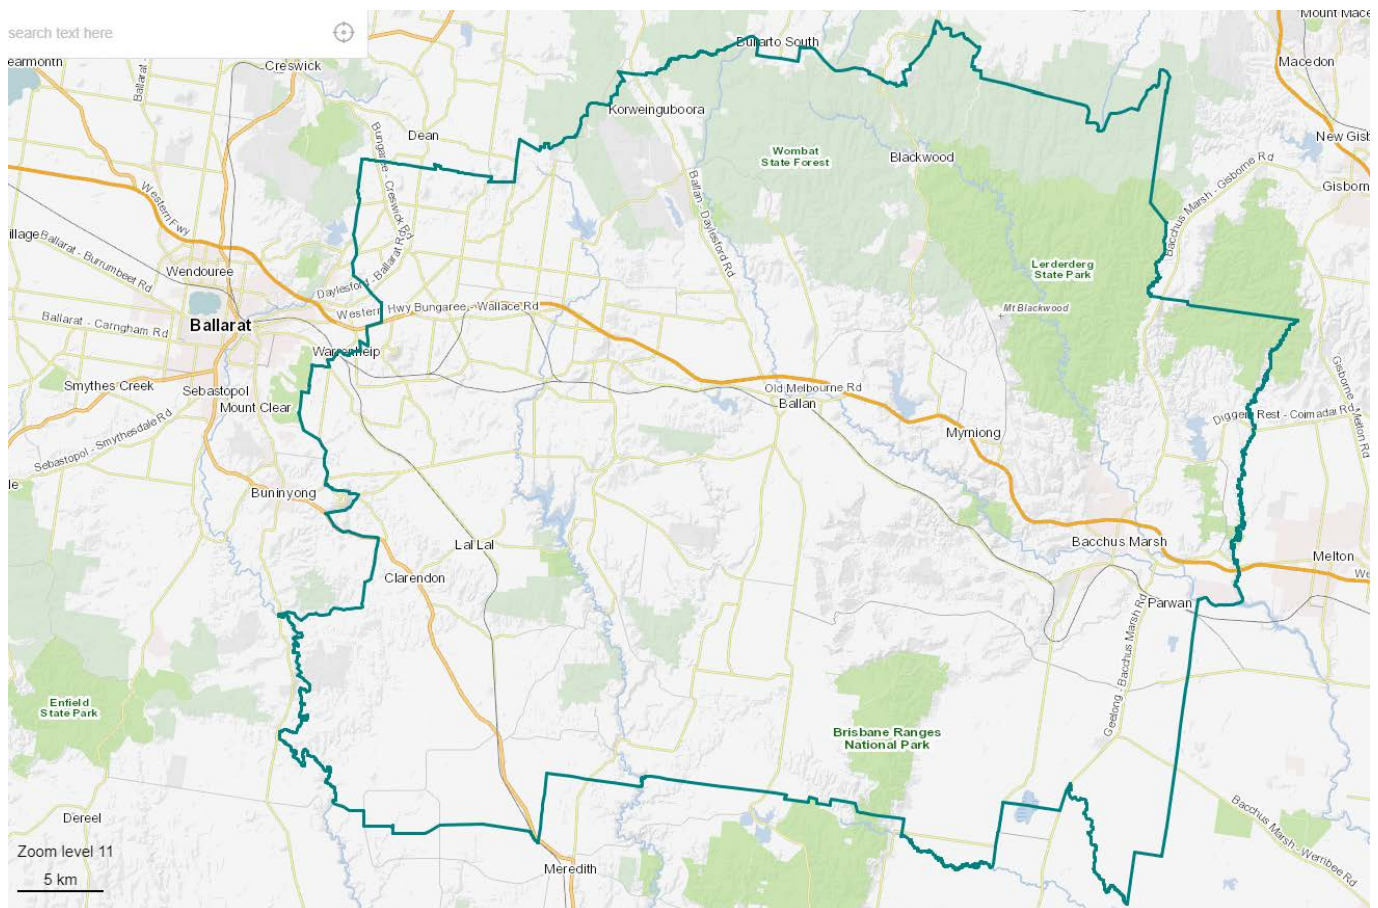 search text here
Mount Mace
Bullarto South
earmonth
Creswick
Macedon
Ballarat -
Korweinguboora
Dean
New Gisb
Bungaree - Creswick Rd
Wombat
State Forest
Blackwood
Bacchus Marsh - Gisborne Rd
Gisborn
Western Fwy
Ballan - Daylesford Rd
illage
Ballarat - Burrumbeet Rd
Wendouree
Daylesford - Ballarat Rd
Lerderderg
State Park
Mt Blackwood
Western Hwy Bungaree - Wallace Rd
Ballarat - Carngham Rd
Ballarat
Warrenheip
Gisborne - Melton Rd
Smythes Creek
Sebastopol
Old Melbourne Rd
Ballan
Mount Clear
Diggers Rest - Coimadai Rd
Sebastopol - Smythesdale Rd
Myrniong
le
Buninyong
Lal Lal
Bacchus Marsh
Melton
We
Clarendon
Parwan
Geelong - Bacchus Marsh Rd
Enfield
State Park
Brisbane Ranges
National Park
Bacchus Marsh - Werribee Rd
Dereel
Zoom level 11
5 km
Meredith